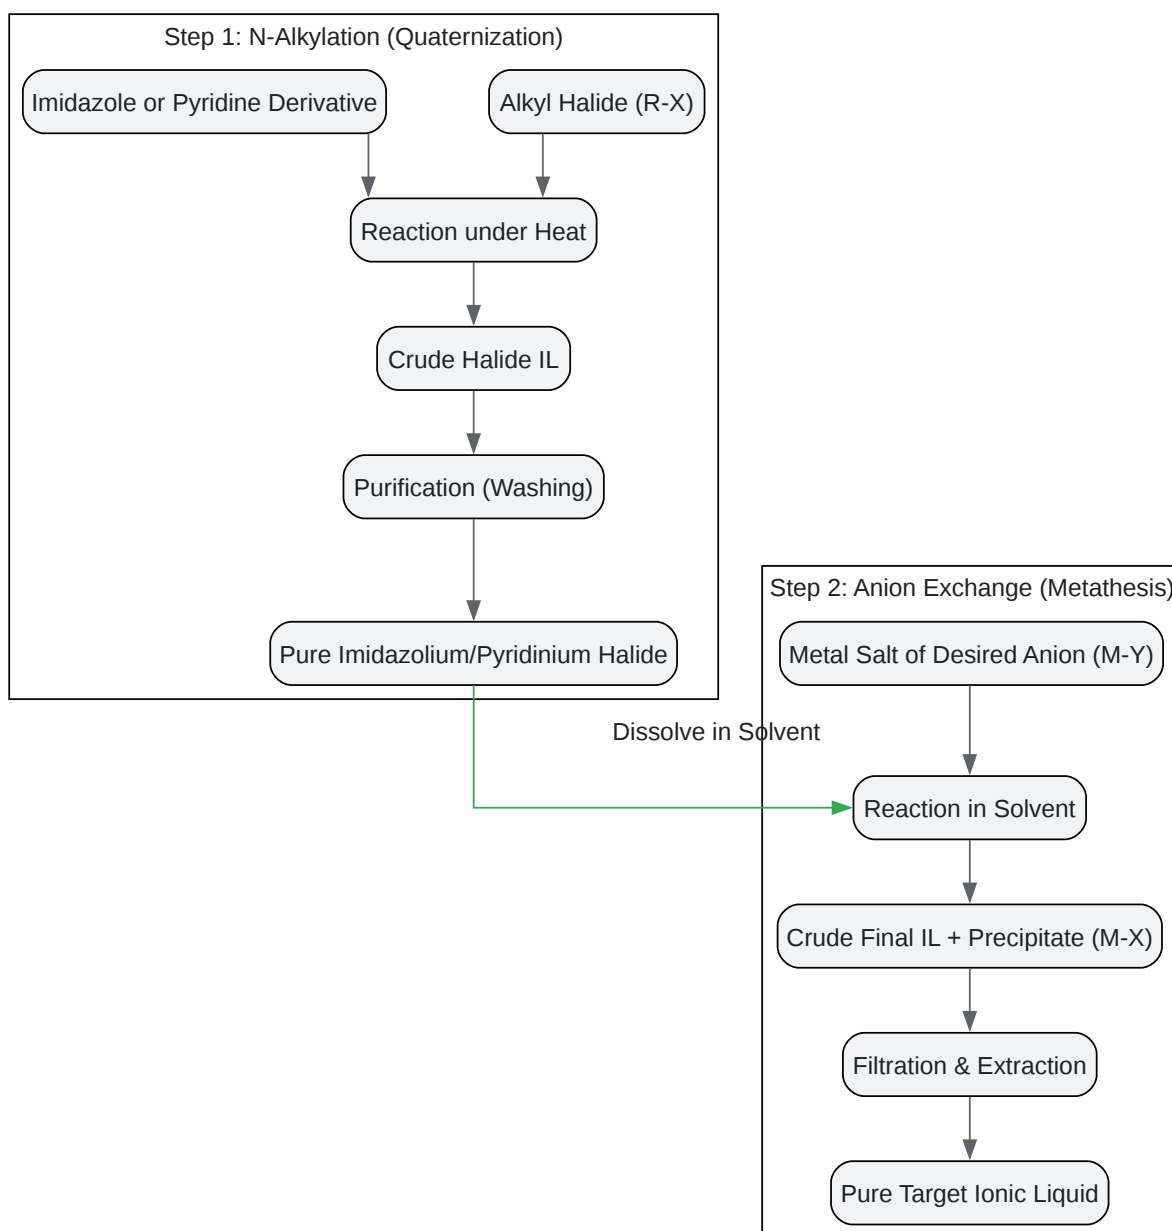 Step 1: N-Alkylation (Quaternization)
Imidazole or Pyridine Derivative
Alkyl Halide (R-X)
Reaction under Heat
Crude Halide IL
Purification (Washing)
Pure Imidazolium/Pyridinium Halide
Dissolve in Solvent
Step 2: Anion Exchange (Metathesis)
Metal Salt of Desired Anion (M-Y)
Reaction in Solvent
Crude Final IL + Precipitate (M-X)
Filtration & Extraction
Pure Target Ionic Liquid